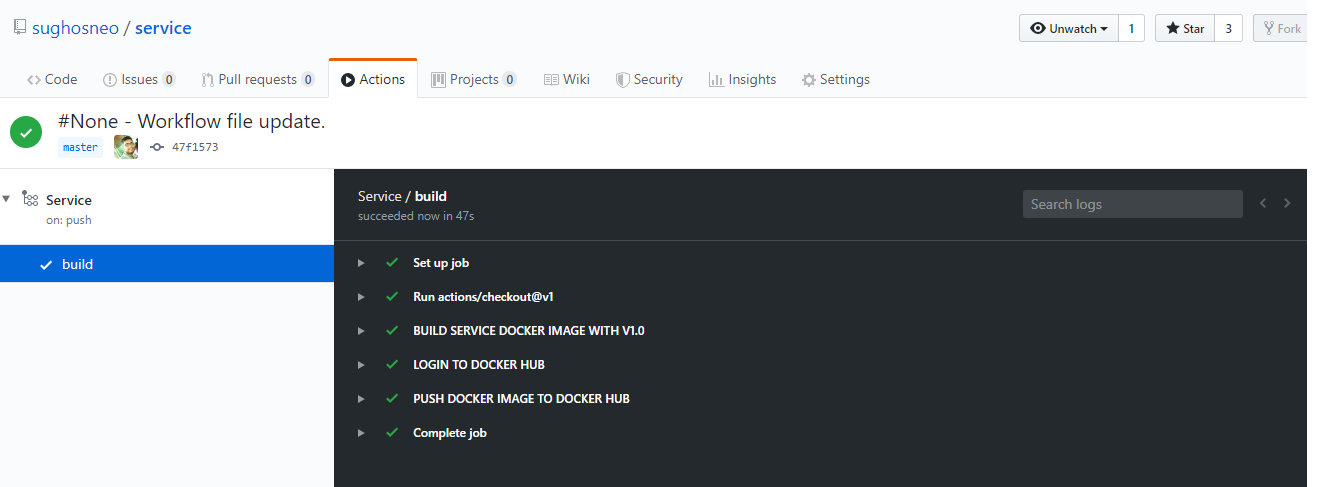 sughosneo / service
Unwatch 1 Star 3 Fork
Code Issues 0 Pull requests 0 Actions Projects 0 Wiki Security Insights Settings
#None - Workflow file update.
master 47f1573
Service
on: push
build
Service / build
succeeded now in 47s
Search logs
Set up job
Run actions/checkout@v1
BUILD SERVICE DOCKER IMAGE WITH V1.0
LOGIN TO DOCKER HUB
PUSH DOCKER IMAGE TO DOCKER HUB
Complete job